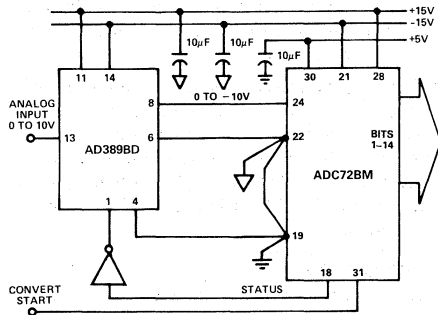 +15V
-15V
+5V
10µF
10µF
10µF
11
14
30
21
28
ANALOG
INPUT
0 TO 10V
13
8
0 TO -10V
24
6
22
BITS
1-14
AD389BD
ADC72BM
1
4
19
18
31
STATUS
CONVERT
START